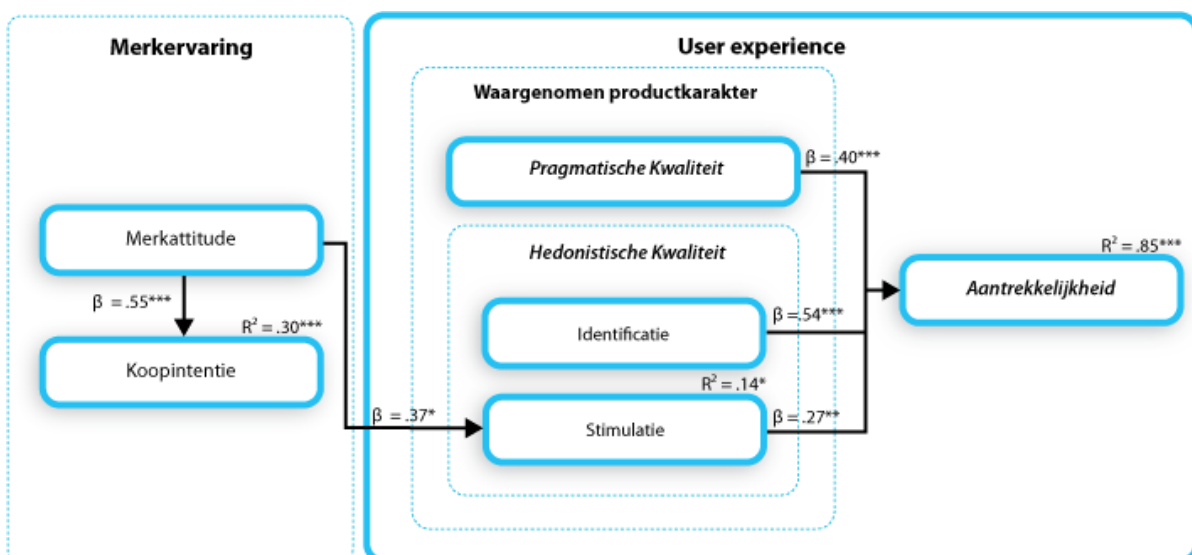 Merkervaring
User experience
Waargenomen productkarakter
Pragmatische Kwaliteit
β = .40***
Merkattitude
Hedonistische Kwaliteit
R² = .85***
Aantrekkelijkheid
β = .55***
R² = .30***
Identificatie
β = .54***
Koopintentie
R² = .14*
β = .37*
Stimulatie
β = .27**